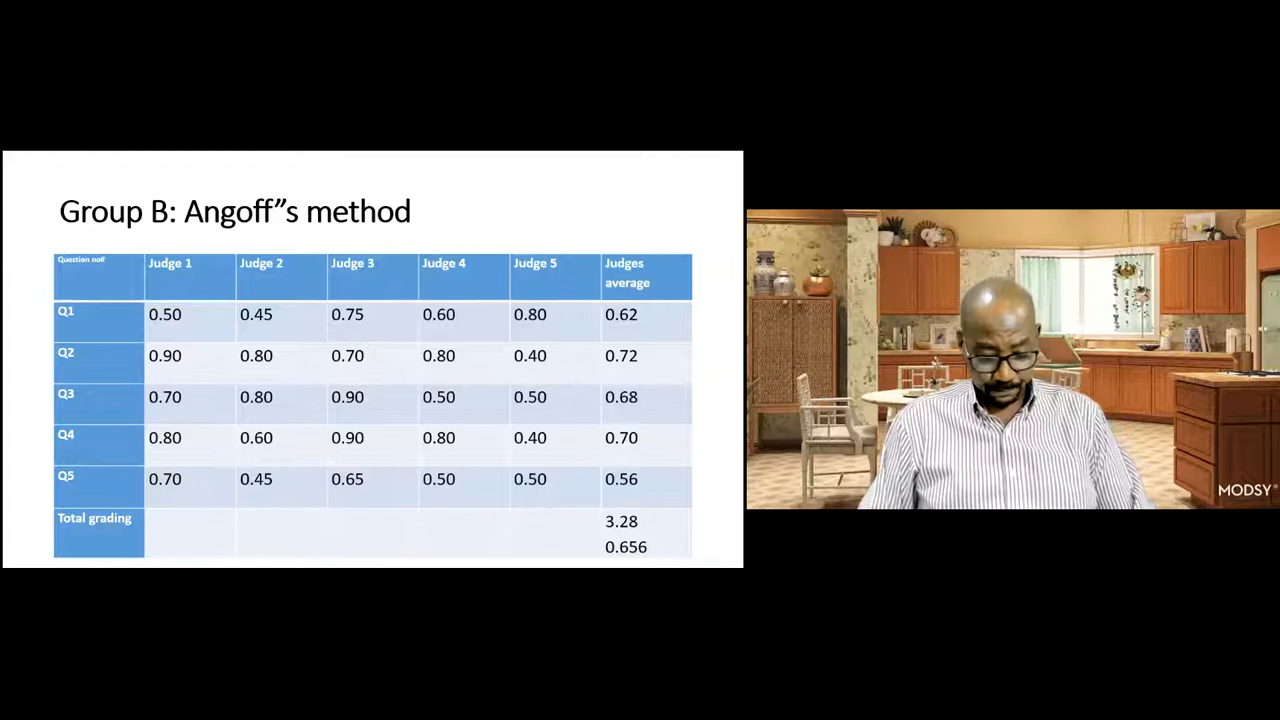 Group B: Angoff”s method
Question no# Judge 1 Judge 2 Judge 3 Judge 4 Judge 5 Judges average
Q1 0.50 0.45 0.75 0.60 0.80 0.62
Q2 0.90 0.80 0.70 0.80 0.40 0.72
Q3 0.70 0.80 0.90 0.50 0.50 0.68
Q4 0.80 0.60 0.90 0.80 0.40 0.70
Q5 0.70 0.45 0.65 0.50 0.50 0.56
Total grading 3.28
0.656
MODSY